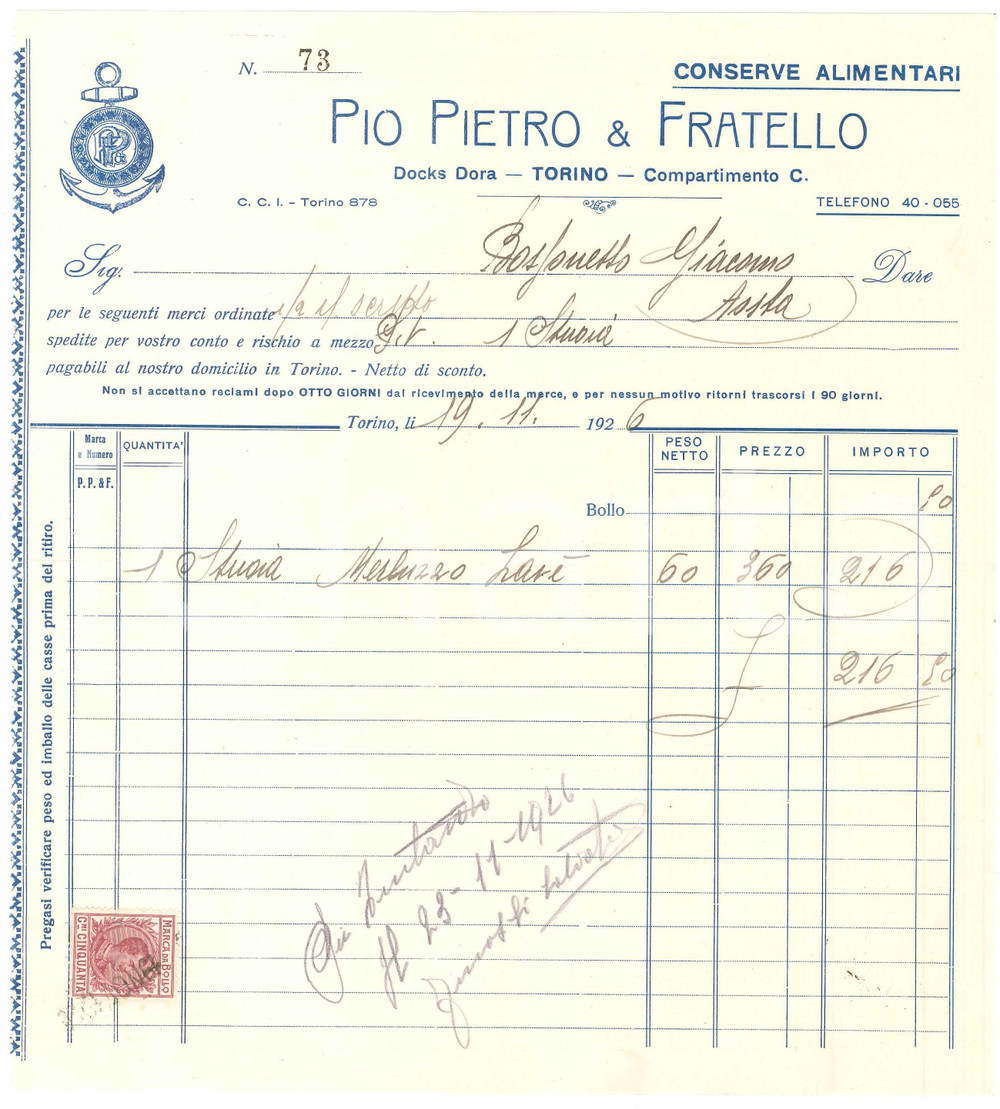 N. 73
CONSERVE ALIMENTARI
PIO PIETRO & FRATELLO
Docks Dora — TORINO — Compartimento C.
C. C. I. - Torino 878
TELEFONO 40 - 055
Sig. Giacomo Dare
per le seguenti merci ordinate
spedite per vostro conto e rischio a mezzo G.V. 1 Stuoia
pagabili al nostro domicilio in Torino. - Netto di sconto.
Non si accettano reclami dopo OTTO GIORNI dal ricevimento della merce, e per nessun motivo ritorni trascorsi i 90 giorni.
Torino, li 19. 11. 1926
Marca e Numero QUANTITA' PESO NETTO PREZZO IMPORTO
P. P. & F.
Bollo 50
1 Stuoia Merluzzo 60 360 216
216 50
23-11-1926
Pregasi verificare peso ed imballo delle casse prima del ritiro.
MARCA DA BOLLO
CMI CINQUANTA